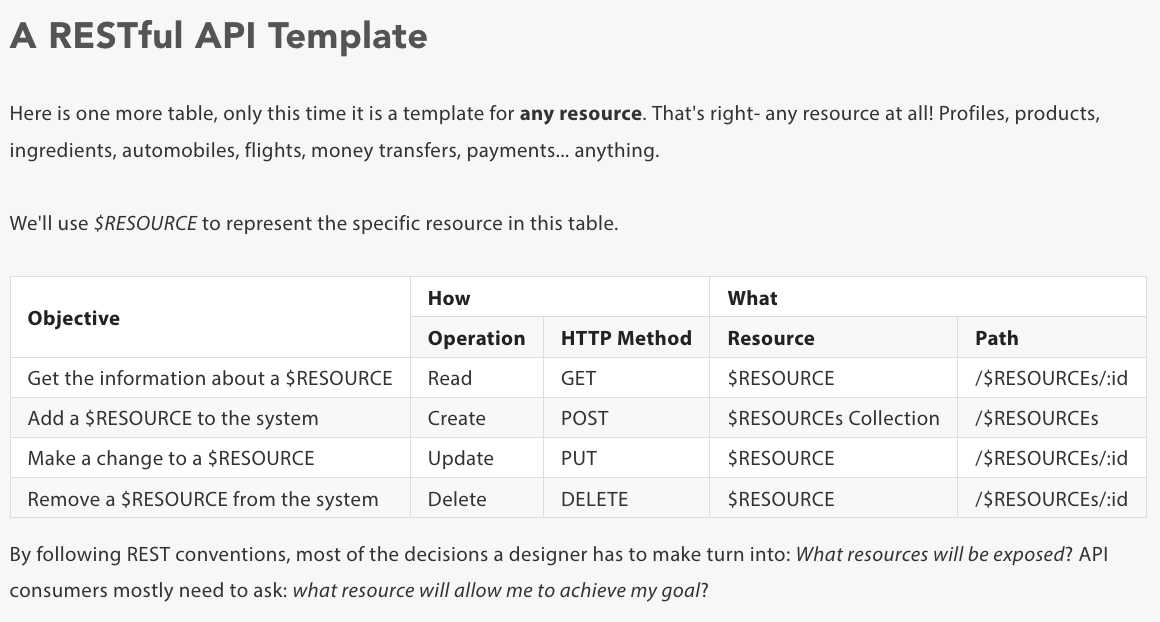 A RESTful API Template
Here is one more table, only this time it is a template for any resource. That's right- any resource at all! Profiles, products,
ingredients, automobiles, flights, money transfers, payments... anything.
We'll use $RESOURCE to represent the specific resource in this table.
Objective How What
Operation HTTP Method Resource Path
Get the information about a $RESOURCE Read GET $RESOURCE /$RESOURCEs/:id
Add a $RESOURCE to the system Create POST $RESOURCEs Collection /$RESOURCEs
Make a change to a $RESOURCE Update PUT $RESOURCE /$RESOURCEs/:id
Remove a $RESOURCE from the system Delete DELETE $RESOURCE /$RESOURCEs/:id
By following REST conventions, most of the decisions a designer has to make turn into: What resources will be exposed? API
consumers mostly need to ask: what resource will allow me to achieve my goal?